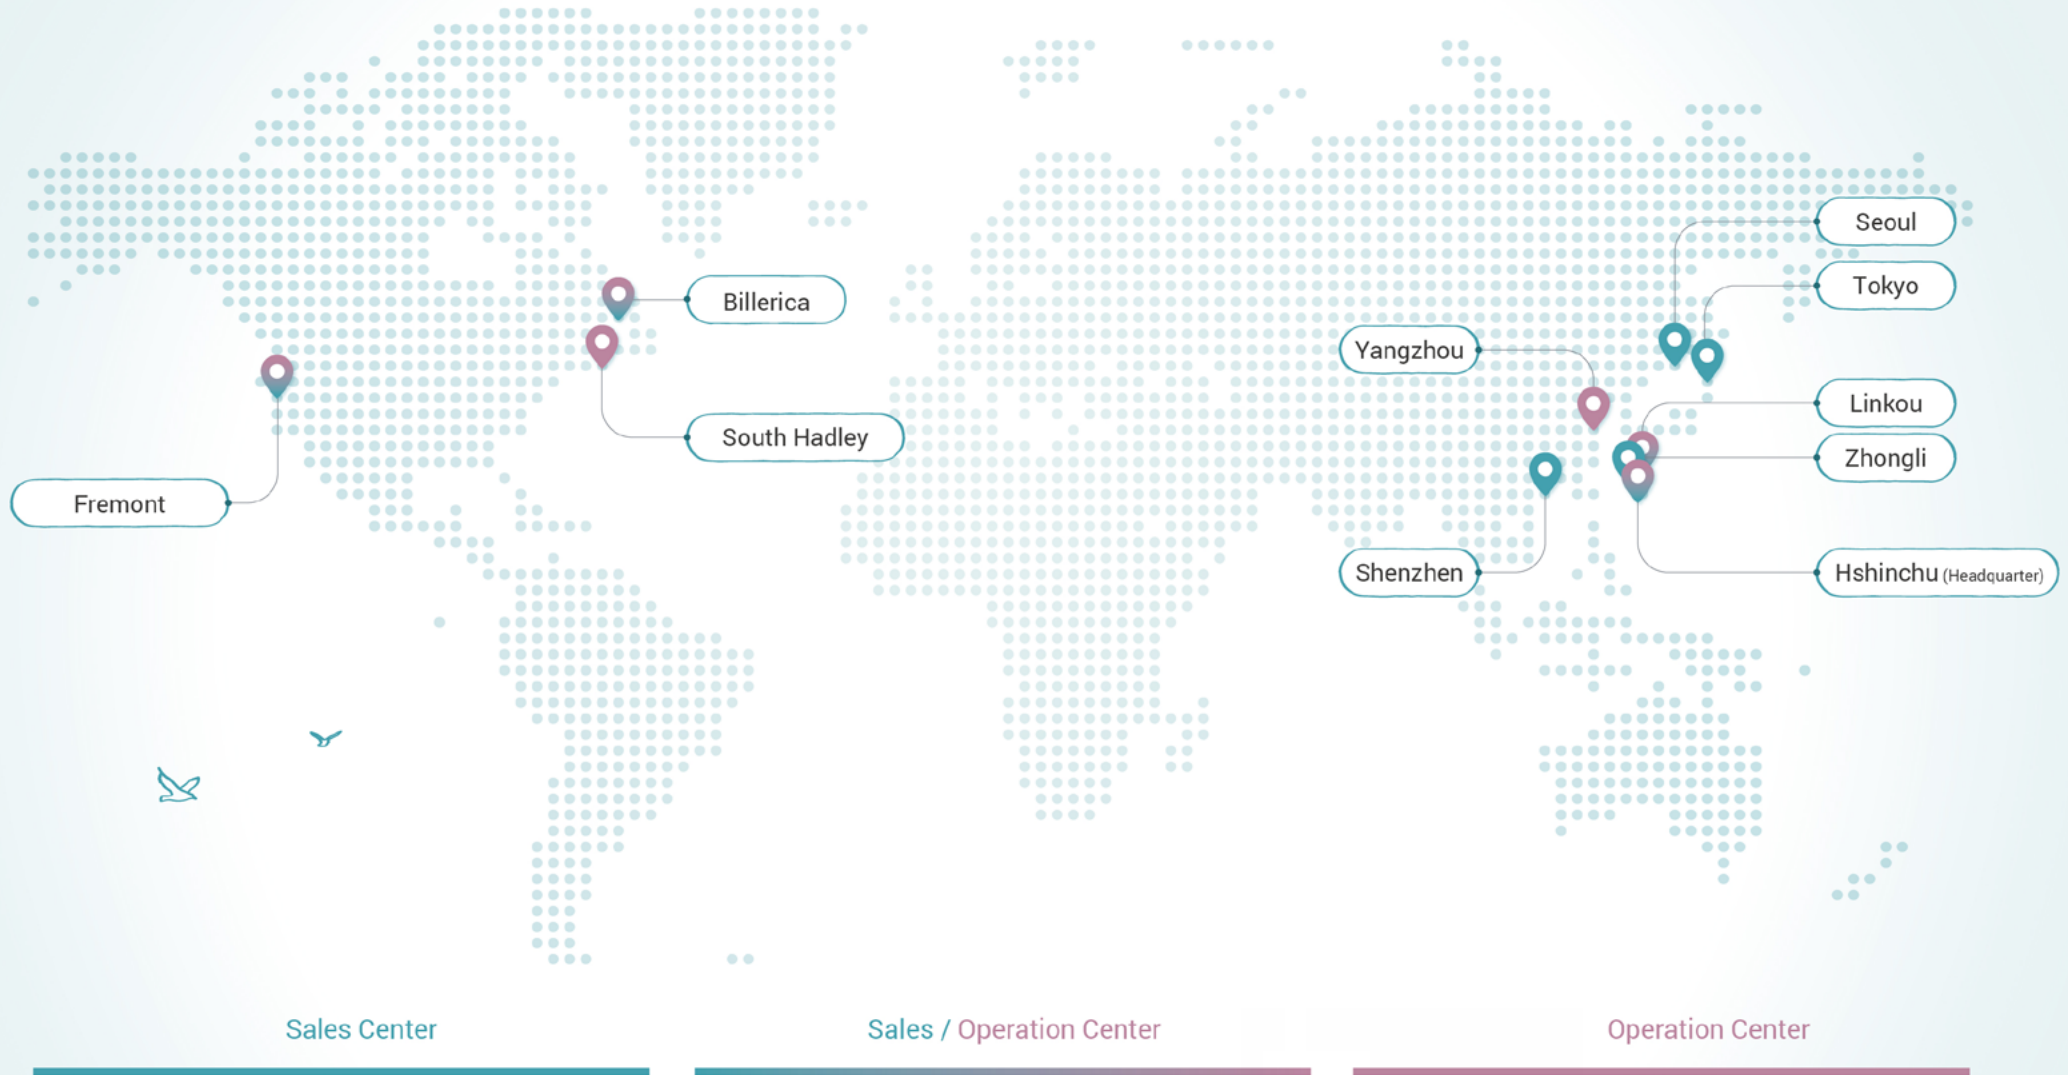 Seoul
Tokyo
Billerica
Yangzhou
Linkou
South Hadley
Zhongli
Fremont
Shenzhen
Hshinchu (Headquarter)
Sales Center
Sales / Operation Center
Operation Center